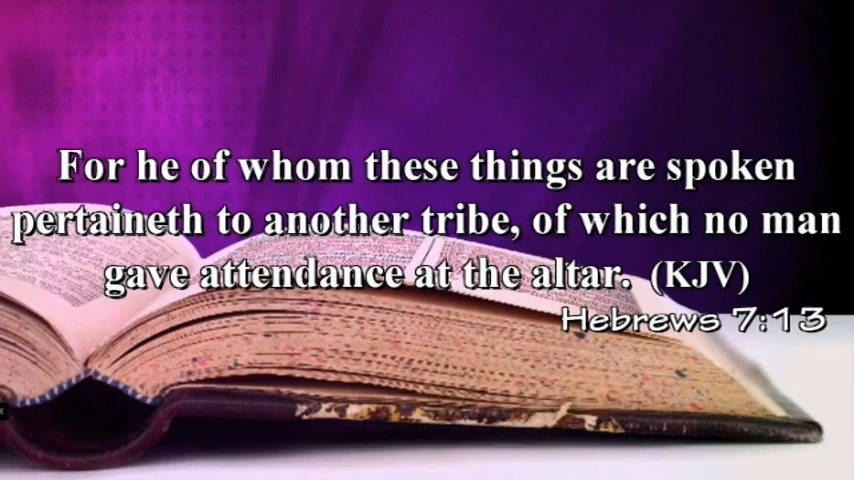 For he of whom these things are spoken
pertaineth to another tribe, of which no man
gave attendance at the altar. (KJV)
Hebrews 7:13